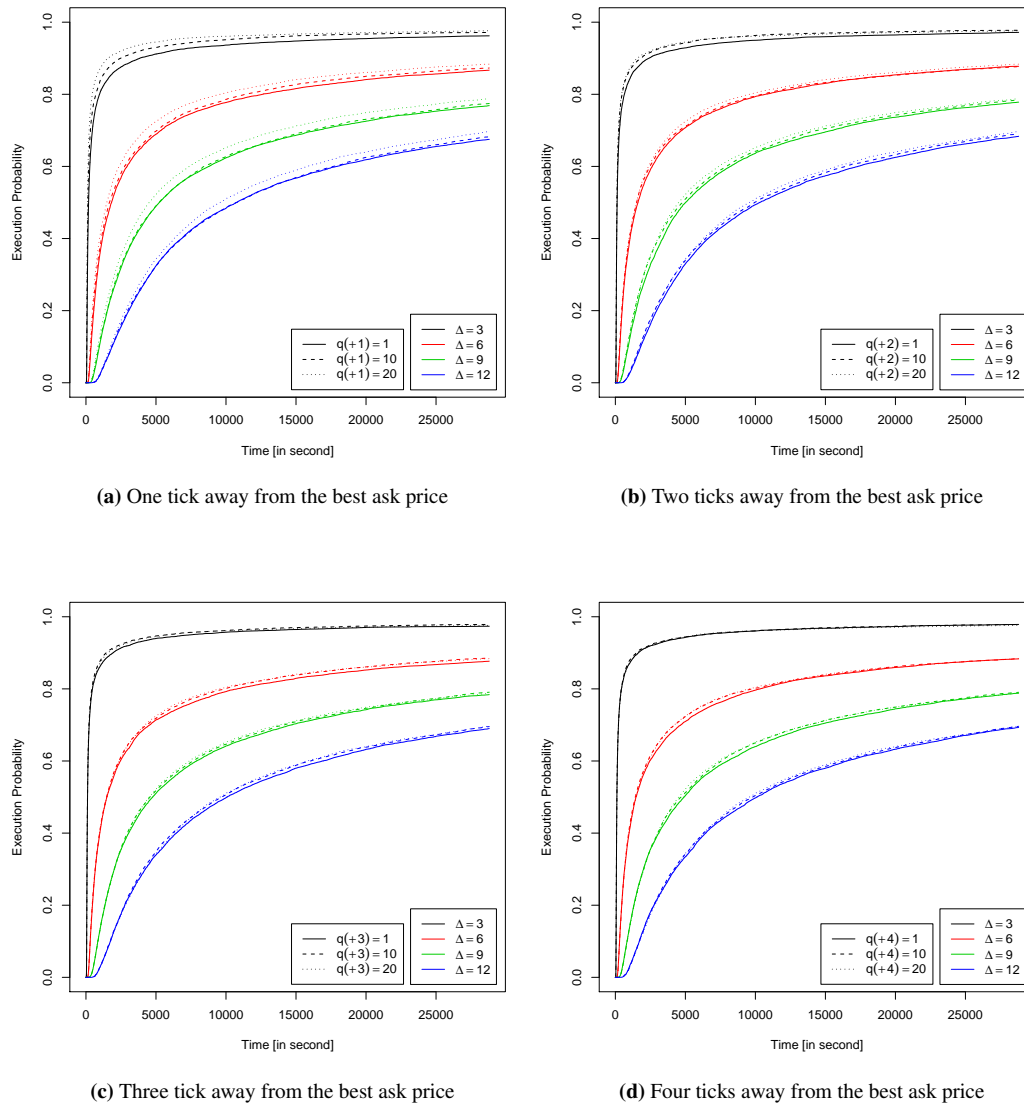 1.0
0.8
0.6
0.4
0.2
0.0
Execution Probability
0 5000 10000 15000 20000 25000
Time [in second]
q(+1) = 1
q(+1) = 10
q(+1) = 20
Δ = 3
Δ = 6
Δ = 9
Δ = 12
(a) One tick away from the best ask price
1.0
0.8
0.6
0.4
0.2
0.0
Execution Probability
0 5000 10000 15000 20000 25000
Time [in second]
q(+2) = 1
q(+2) = 10
q(+2) = 20
Δ = 3
Δ = 6
Δ = 9
Δ = 12
(b) Two ticks away from the best ask price
1.0
0.8
0.6
0.4
0.2
0.0
Execution Probability
0 5000 10000 15000 20000 25000
Time [in second]
q(+3) = 1
q(+3) = 10
q(+3) = 20
Δ = 3
Δ = 6
Δ = 9
Δ = 12
(c) Three tick away from the best ask price
1.0
0.8
0.6
0.4
0.2
0.0
Execution Probability
0 5000 10000 15000 20000 25000
Time [in second]
q(+4) = 1
q(+4) = 10
q(+4) = 20
Δ = 3
Δ = 6
Δ = 9
Δ = 12
(d) Four ticks away from the best ask price